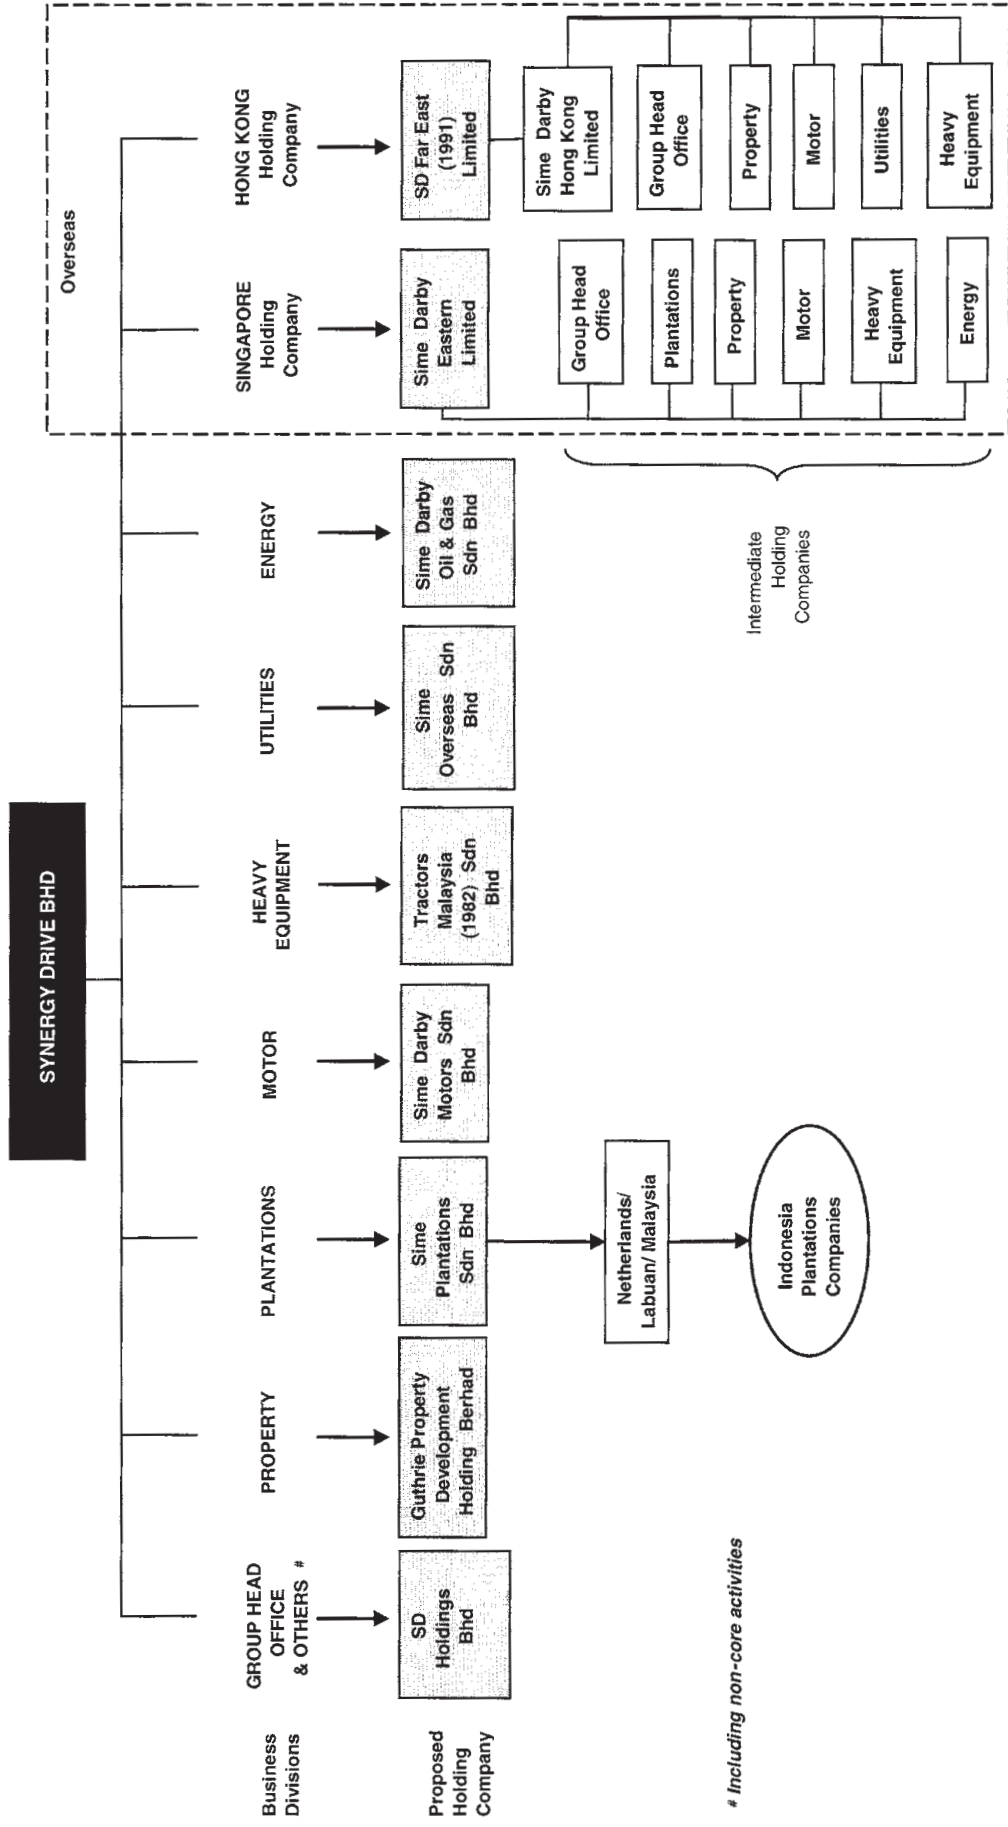 SYNERGY DRIVE BHD
Overseas
Business
Divisions
GROUP HEAD
OFFICE
& OTHERS #
PROPERTY
PLANTATIONS
MOTOR
HEAVY
EQUIPMENT
UTILITIES
ENERGY
SINGAPORE
Holding
Company
HONG KONG
Holding
Company
Proposed
Holding
Company
SD
Holdings
Bhd
Guthrie Property
Development
Holding Berhad
Sime
Plantations
Sdn Bhd
Sime Darby
Motors Sdn
Bhd
Tractors
Malaysia
(1982) Sdn
Bhd
Sime
Overseas Sdn
Bhd
Sime Darby
Oil & Gas
Sdn Bhd
Sime Darby
Eastern
Limited
SD Far East
(1991)
Limited
Netherlands/
Labuan/ Malaysia
Indonesia
Plantations
Companies
Intermediate
Holding
Companies
Group Head
Office
Plantations
Property
Motor
Heavy
Equipment
Energy
Sime Darby
Hong Kong
Limited
Group Head
Office
Property
Motor
Utilities
Heavy
Equipment
# Including non-core activities